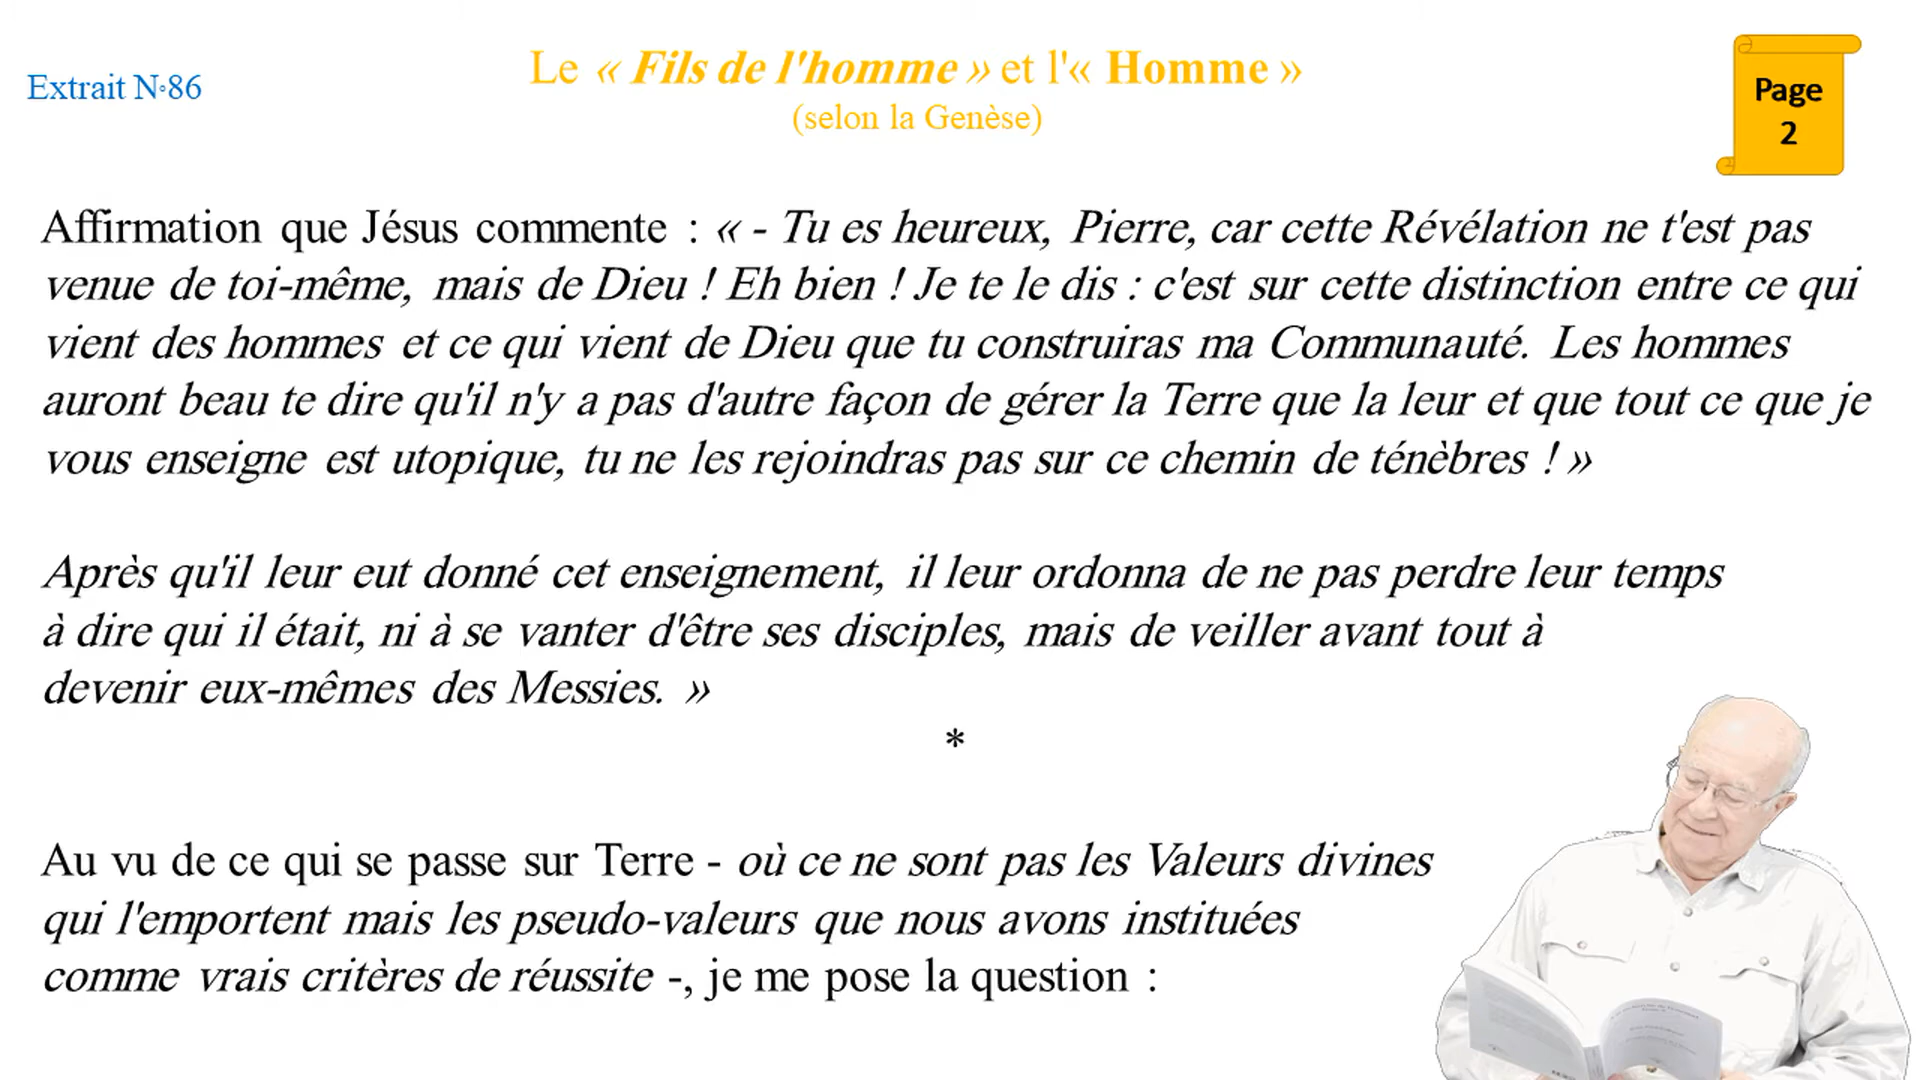 Extrait N°86
Le « Fils de l'homme » et l'« Homme »
(selon la Genèse)
Page
2
Affirmation que Jésus commente : « - Tu es heureux, Pierre, car cette Révélation ne t'est pas
venue de toi-même, mais de Dieu ! Eh bien ! Je te le dis : c'est sur cette distinction entre ce qui
vient des hommes et ce qui vient de Dieu que tu construiras ma Communauté. Les hommes
auront beau te dire qu'il n'y a pas d'autre façon de gérer la Terre que la leur et que tout ce que je
vous enseigne est utopique, tu ne les rejoindras pas sur ce chemin de ténèbres ! »
Après qu'il leur eut donné cet enseignement, il leur ordonna de ne pas perdre leur temps
à dire qui il était, ni à se vanter d'être ses disciples, mais de veiller avant tout à
devenir eux-mêmes des Messies. »
*
Au vu de ce qui se passe sur Terre - où ce ne sont pas les Valeurs divines
qui l'emportent mais les pseudo-valeurs que nous avons instituées
comme vrais critères de réussite -, je me pose la question :